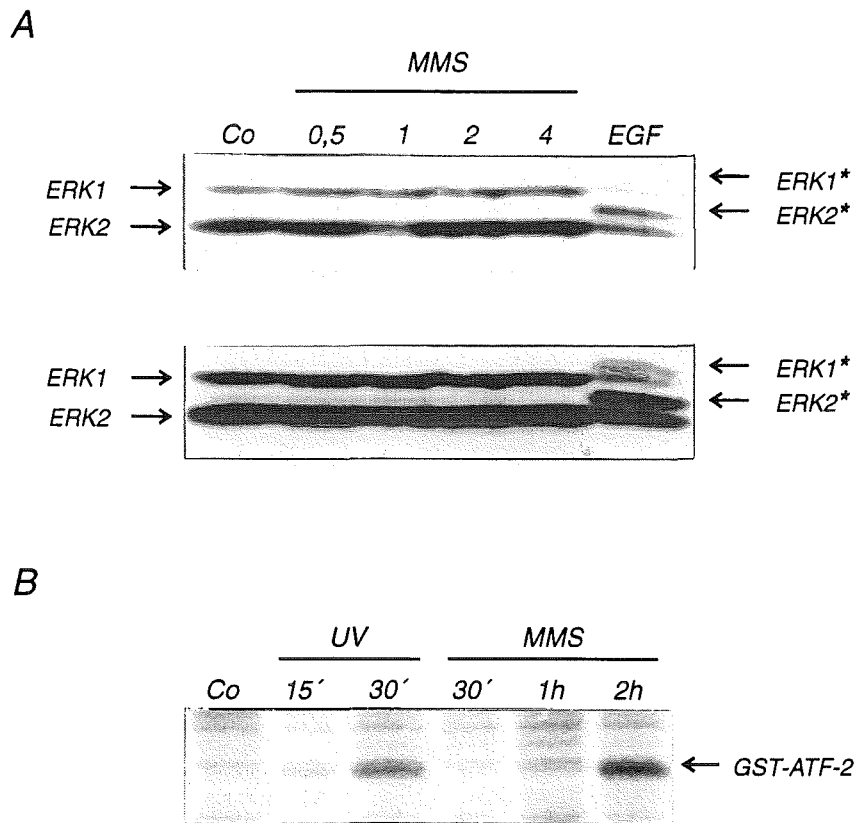 A
MMS
Co 0,5 1 2 4 EGF
ERK1 → ← ERK1*
ERK2 → ← ERK2*
ERK1 → ← ERK1*
ERK2 → ← ERK2*
B
UV MMS
Co 15´ 30´ 30´ 1h 2h
← GST-ATF-2